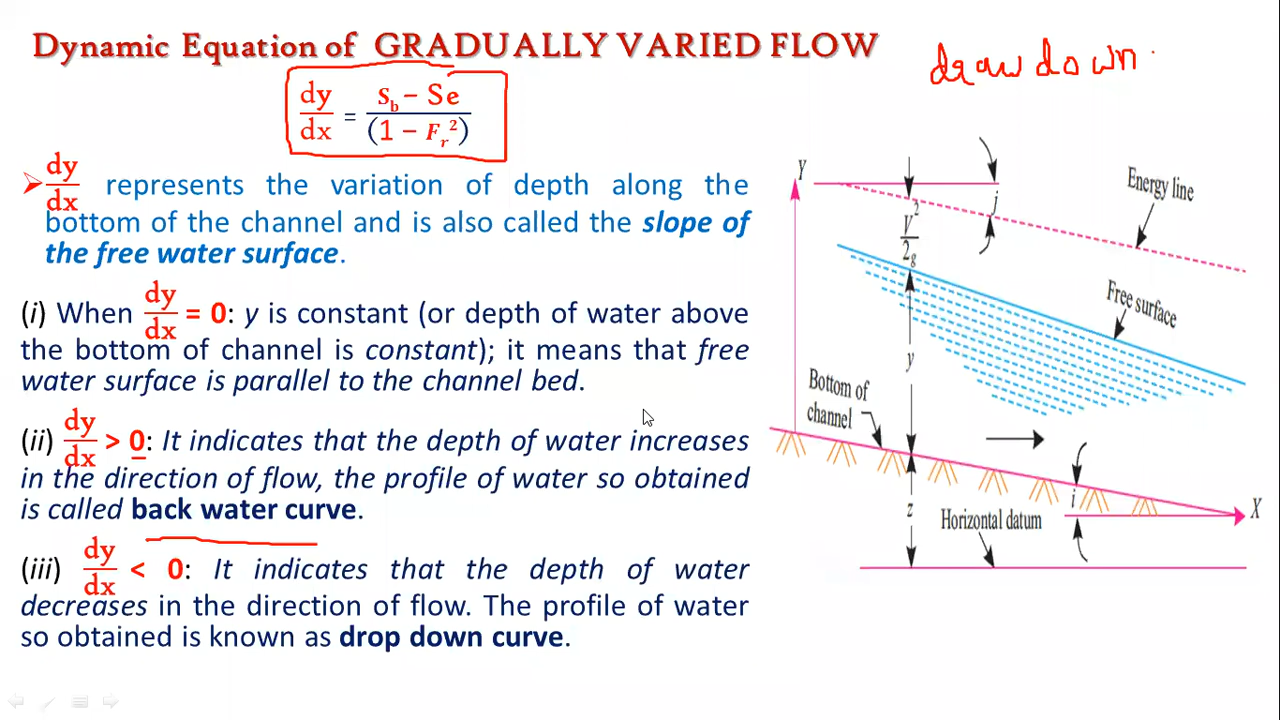 Dynamic Equation of GRADUALLY VARIED FLOW
draw down
dy/dx = (S_b – Se)/(1 – F_r²)
➤ dy/dx represents the variation of depth along the
bottom of the channel and is also called the slope of
the free water surface.
(i) When dy/dx = 0: y is constant (or depth of water above
the bottom of channel is constant); it means that free
water surface is parallel to the channel bed.
(ii) dy/dx > 0: It indicates that the depth of water increases
in the direction of flow, the profile of water so obtained
is called back water curve.
(iii) dy/dx < 0: It indicates that the depth of water
decreases in the direction of flow. The profile of water
so obtained is known as drop down curve.
Y
j
Energy line
V²/2g
Free surface
y
Bottom of
channel
i
X
z
Horizontal datum